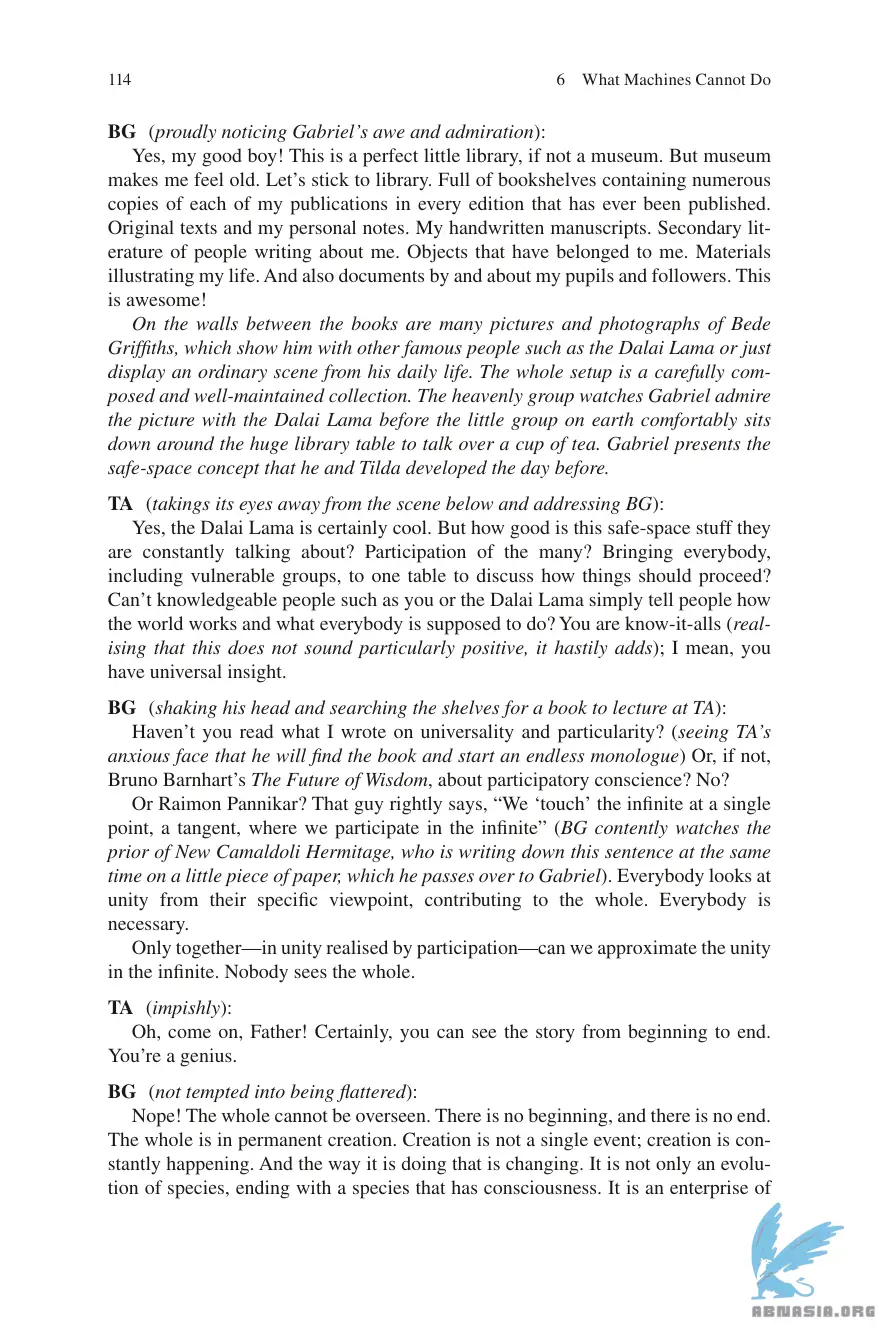 114
6 What Machines Cannot Do
BG (proudly noticing Gabriel’s awe and admiration):
Yes, my good boy! This is a perfect little library, if not a museum. But museum
makes me feel old. Let’s stick to library. Full of bookshelves containing numerous
copies of each of my publications in every edition that has ever been published.
Original texts and my personal notes. My handwritten manuscripts. Secondary lit-
erature of people writing about me. Objects that have belonged to me. Materials
illustrating my life. And also documents by and about my pupils and followers. This
is awesome!
On the walls between the books are many pictures and photographs of Bede
Griffiths, which show him with other famous people such as the Dalai Lama or just
display an ordinary scene from his daily life. The whole setup is a carefully com-
posed and well-maintained collection. The heavenly group watches Gabriel admire
the picture with the Dalai Lama before the little group on earth comfortably sits
down around the huge library table to talk over a cup of tea. Gabriel presents the
safe-space concept that he and Tilda developed the day before.
TA (takings its eyes away from the scene below and addressing BG):
Yes, the Dalai Lama is certainly cool. But how good is this safe-space stuff they
are constantly talking about? Participation of the many? Bringing everybody,
including vulnerable groups, to one table to discuss how things should proceed?
Can’t knowledgeable people such as you or the Dalai Lama simply tell people how
the world works and what everybody is supposed to do? You are know-it-alls (real-
ising that this does not sound particularly positive, it hastily adds); I mean, you
have universal insight.
BG (shaking his head and searching the shelves for a book to lecture at TA):
Haven’t you read what I wrote on universality and particularity? (seeing TA’s
anxious face that he will find the book and start an endless monologue) Or, if not,
Bruno Barnhart’s The Future of Wisdom, about participatory conscience? No?
Or Raimon Pannikar? That guy rightly says, “We ‘touch’ the infinite at a single
point, a tangent, where we participate in the infinite” (BG contently watches the
prior of New Camaldoli Hermitage, who is writing down this sentence at the same
time on a little piece of paper, which he passes over to Gabriel). Everybody looks at
unity from their specific viewpoint, contributing to the whole. Everybody is
necessary.
Only together—in unity realised by participation—can we approximate the unity
in the infinite. Nobody sees the whole.
TA (impishly):
Oh, come on, Father! Certainly, you can see the story from beginning to end.
You’re a genius.
BG (not tempted into being flattered):
Nope! The whole cannot be overseen. There is no beginning, and there is no end.
The whole is in permanent creation. Creation is not a single event; creation is con-
stantly happening. And the way it is doing that is changing. It is not only an evolu-
tion of species, ending with a species that has consciousness. It is an enterprise of
ABNASIA.ORG